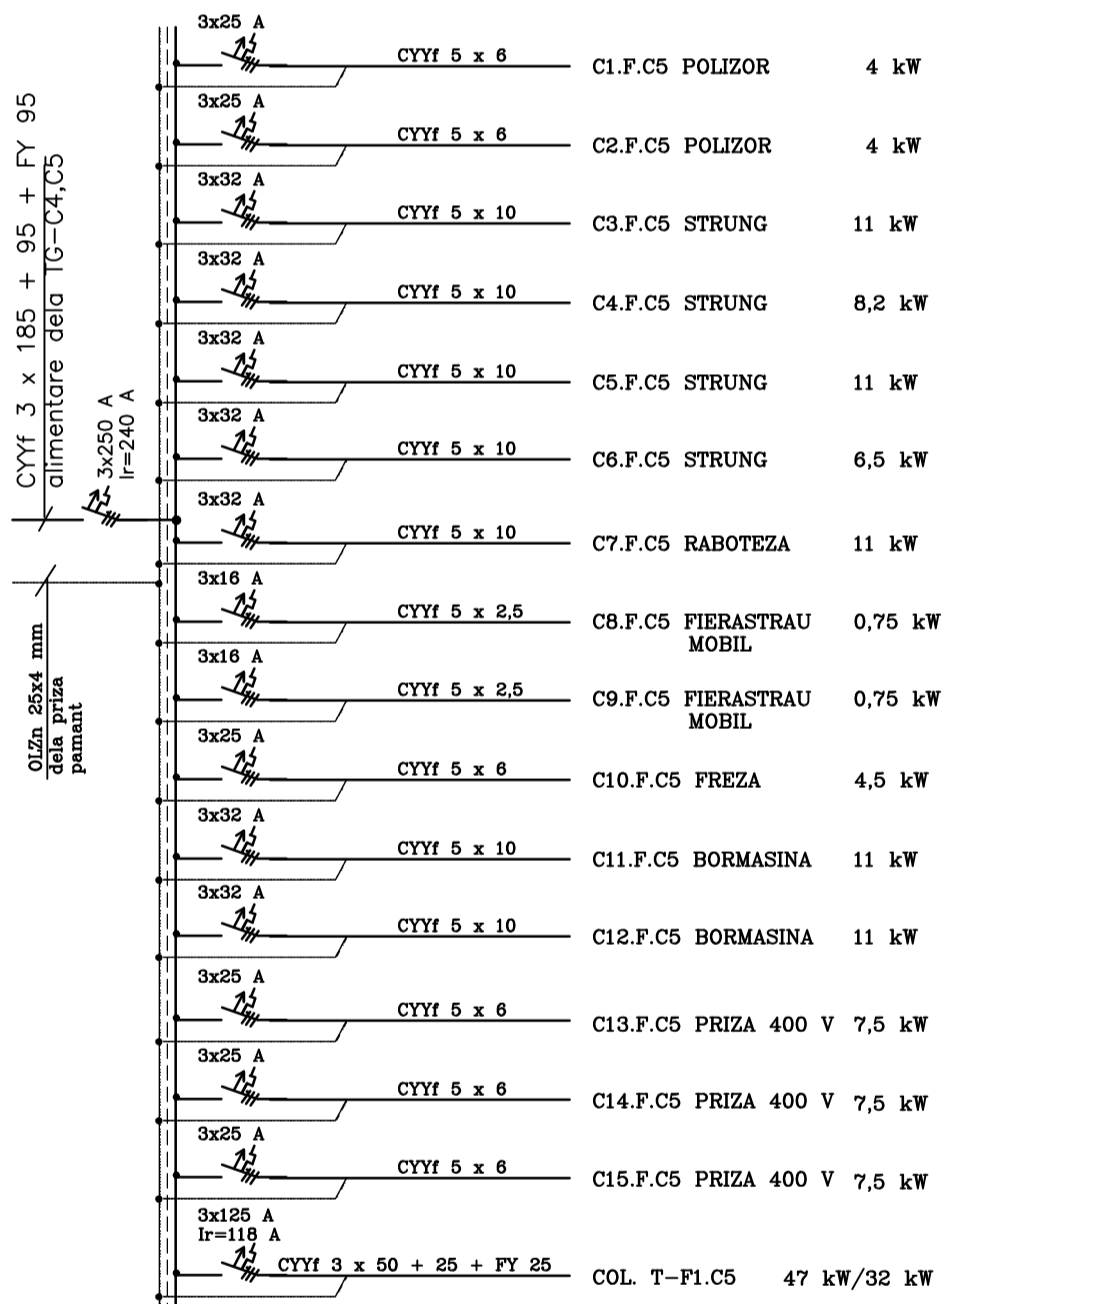 3x25 A
CYYf 5 x 6
C1.F.C5 POLIZOR 4 kW
3x25 A
CYYf 5 x 6
C2.F.C5 POLIZOR 4 kW
3x32 A
CYYf 5 x 10
C3.F.C5 STRUNG 11 kW
3x32 A
CYYf 5 x 10
C4.F.C5 STRUNG 8,2 kW
3x32 A
CYYf 5 x 10
C5.F.C5 STRUNG 11 kW
3x32 A
CYYf 5 x 10
C6.F.C5 STRUNG 6,5 kW
CYYf 3 x 185 + 95 + FY 95
alimentare dela TG-C4,C5
3x250 A
Ir=240 A
3x32 A
CYYf 5 x 10
C7.F.C5 RABOTEZA 11 kW
3x16 A
CYYf 5 x 2,5
C8.F.C5 FIERASTRAU 0,75 kW
MOBIL
3x16 A
CYYf 5 x 2,5
C9.F.C5 FIERASTRAU 0,75 kW
MOBIL
OLZn 25x4 mm
dela priza
pamant
3x25 A
CYYf 5 x 6
C10.F.C5 FREZA 4,5 kW
3x32 A
CYYf 5 x 10
C11.F.C5 BORMASINA 11 kW
3x32 A
CYYf 5 x 10
C12.F.C5 BORMASINA 11 kW
3x25 A
CYYf 5 x 6
C13.F.C5 PRIZA 400 V 7,5 kW
3x25 A
CYYf 5 x 6
C14.F.C5 PRIZA 400 V 7,5 kW
3x25 A
CYYf 5 x 6
C15.F.C5 PRIZA 400 V 7,5 kW
3x125 A
Ir=118 A
CYYf 3 x 50 + 25 + FY 25
COL. T-F1.C5 47 kW/32 kW